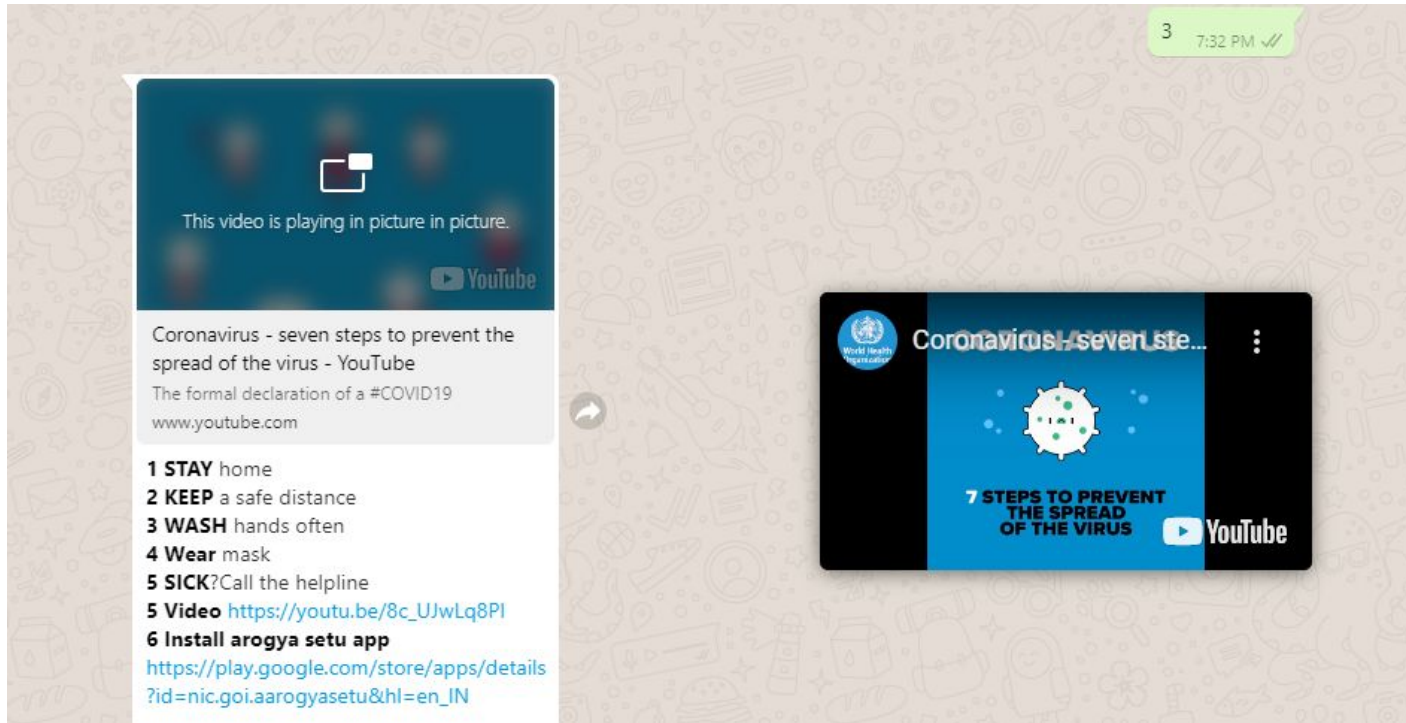 3
7:32 PM
This video is playing in picture in picture.
YouTube
Coronavirus - seven steps to prevent the
spread of the virus - YouTube
The formal declaration of a #COVID19
www.youtube.com
1 STAY home
2 KEEP a safe distance
3 WASH hands often
4 Wear mask
5 SICK?Call the helpline
5 Video https://youtu.be/8c_UJwLq8PI
6 Install arogya setu app
https://play.google.com/store/apps/details
?id=nic.goi.aarogyasetu&hl=en_IN
World Health
Organization
Coronavirus - seven ste...
CORONAVIRUS
7 STEPS TO PREVENT
THE SPREAD
OF THE VIRUS
YouTube